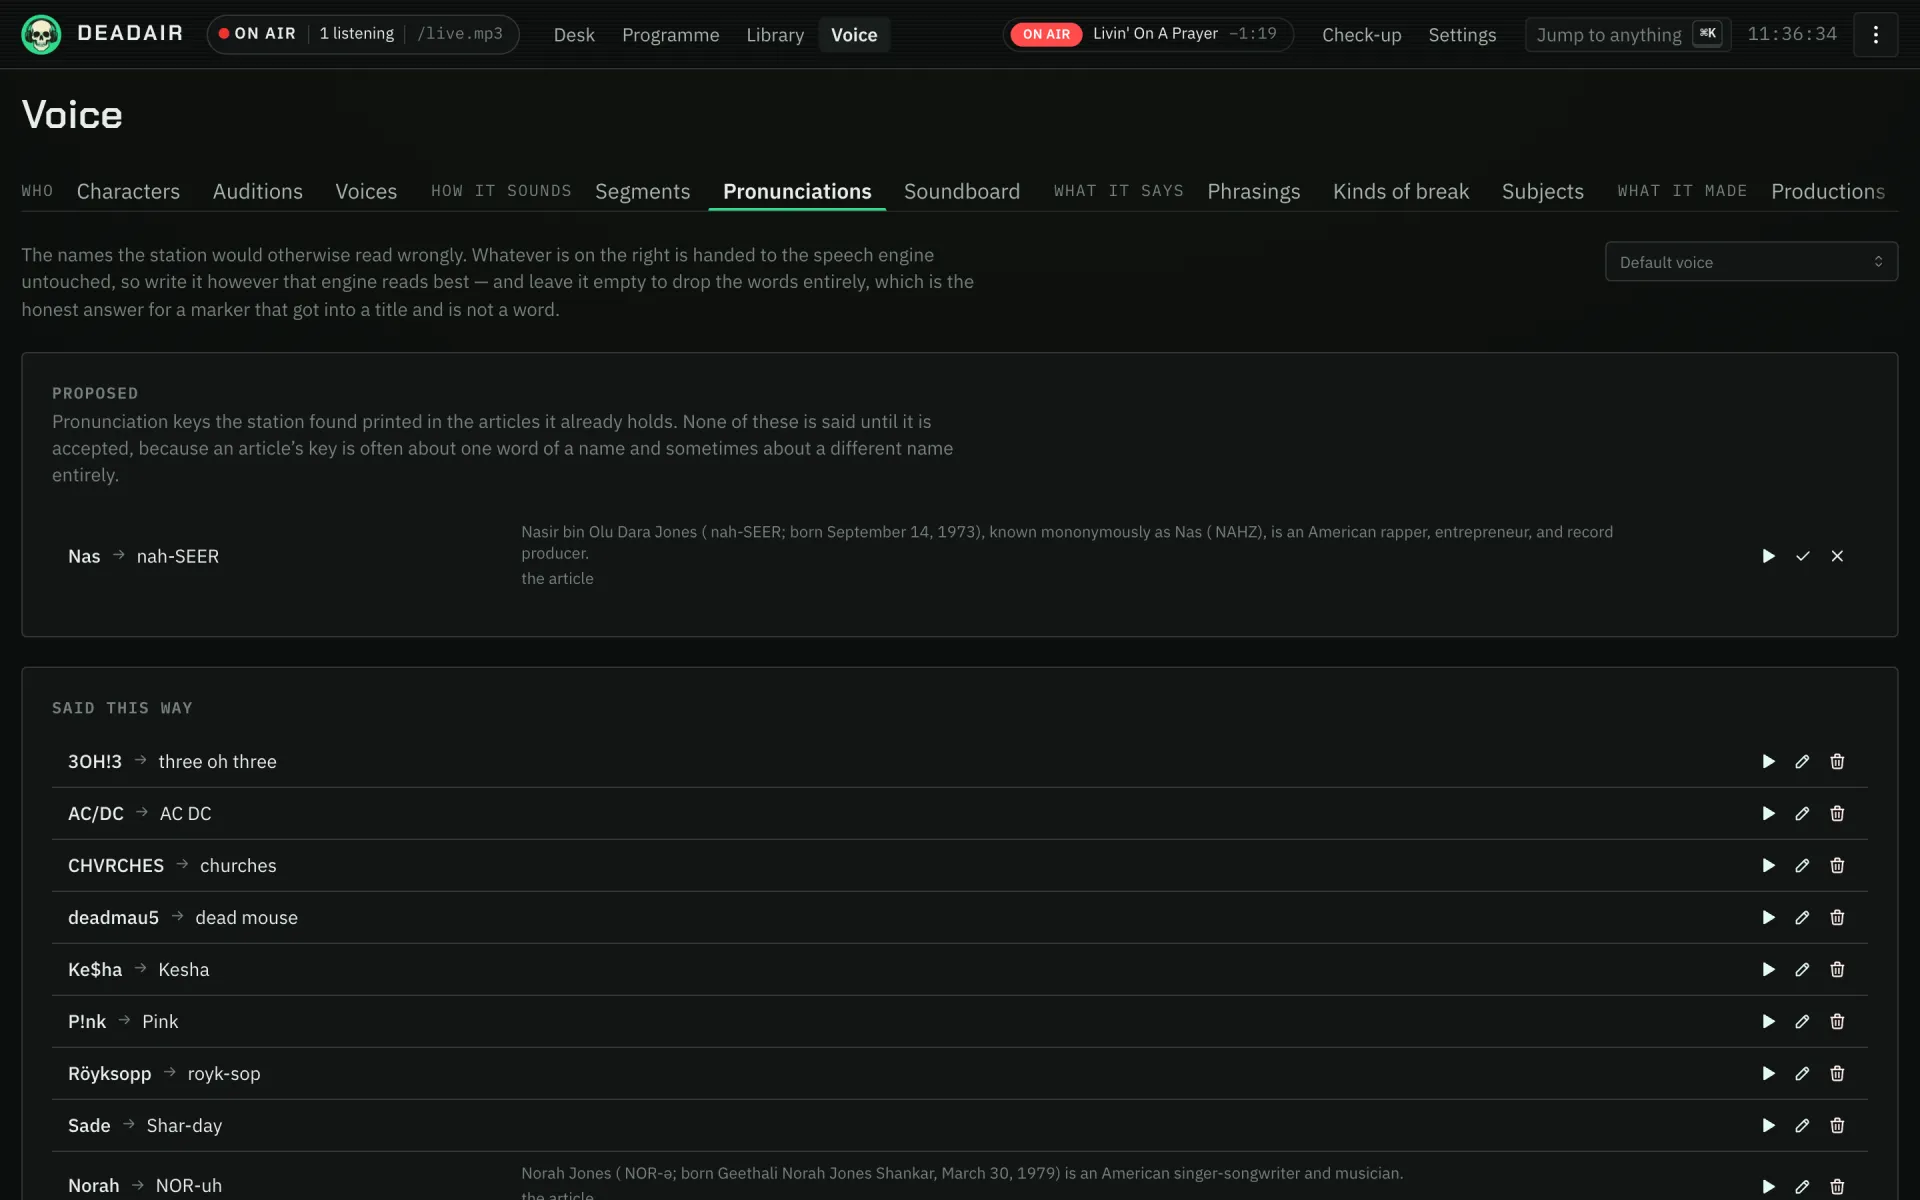 DEADAIR
ON AIR
1 listening
/live.mp3
Desk
Programme
Library
Voice
ON AIR
Livin' On A Prayer
−1:19
Check-up
Settings
Jump to anything
⌘K
11:36:34
Voice
WHO
Characters
Auditions
Voices
HOW IT SOUNDS
Segments
Pronunciations
Soundboard
WHAT IT SAYS
Phrasings
Kinds of break
Subjects
WHAT IT MADE
Productions
The names the station would otherwise read wrongly. Whatever is on the right is handed to the speech engine
untouched, so write it however that engine reads best — and leave it empty to drop the words entirely, which is the
honest answer for a marker that got into a title and is not a word.
Default voice
PROPOSED
Pronunciation keys the station found printed in the articles it already holds. None of these is said until it is
accepted, because an article’s key is often about one word of a name and sometimes about a different name
entirely.
Nas → nah-SEER
Nasir bin Olu Dara Jones ( nah-SEER; born September 14, 1973), known mononymously as Nas ( NAHZ), is an American rapper, entrepreneur, and record
producer.
the article
SAID THIS WAY
3OH!3 → three oh three
AC/DC → AC DC
CHVRCHES → churches
deadmau5 → dead mouse
Ke$ha → Kesha
P!nk → Pink
Röyksopp → royk-sop
Sade → Shar-day
Norah → NOR-uh
Norah Jones ( NOR-ə; born Geethali Norah Jones Shankar, March 30, 1979) is an American singer-songwriter and musician.
the article